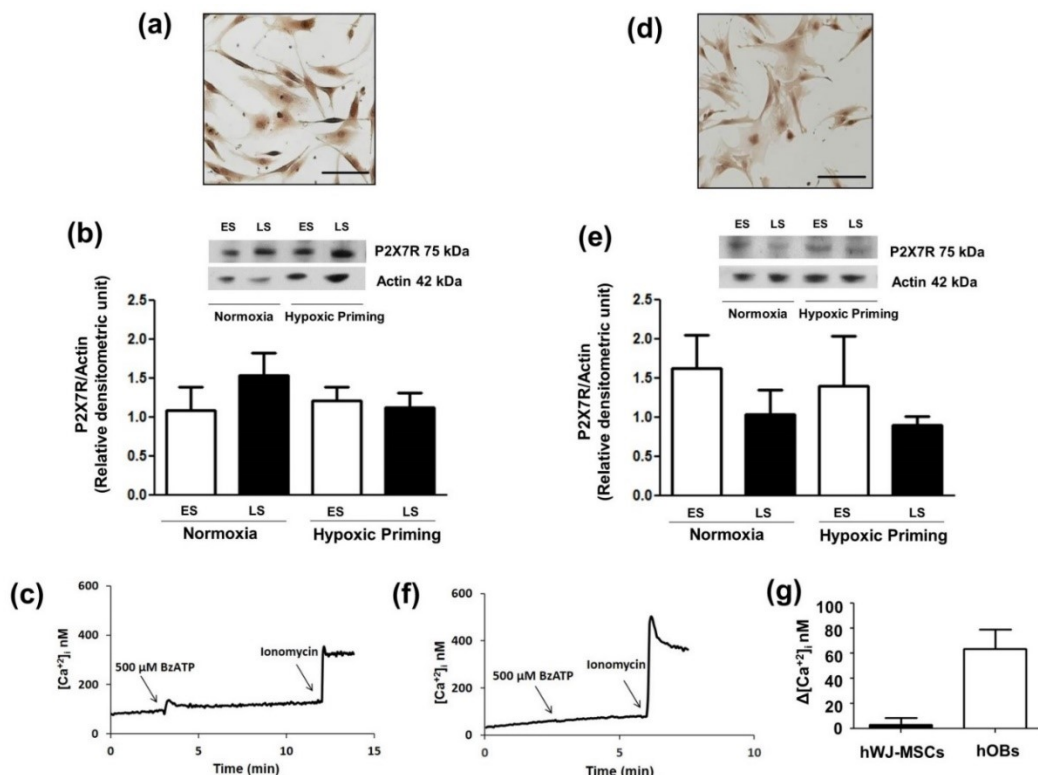 (a)
(d)
(b)
ES LS ES LS
P2X7R 75 kDa
Actin 42 kDa
Normoxia Hypoxic Priming
P2X7R/Actin
(Relative densitometric unit)
2.5
2.0
1.5
1.0
0.5
0.0
ES LS ES LS
Normoxia Hypoxic Priming
(e)
ES LS ES LS
P2X7R 75 kDa
Actin 42 kDa
Normoxia Hypoxic Priming
P2X7R/Actin
(Relative densitometric unit)
2.5
2.0
1.5
1.0
0.5
0.0
ES LS ES LS
Normoxia Hypoxic Priming
(c)
[Ca⁺²]ᵢ nM
600
400
200
0
500 µM BzATP
Ionomycin
0 5 10 15
Time (min)
(f)
[Ca⁺²]ᵢ nM
600
400
200
0
500 µM BzATP
Ionomycin
0 5 10
Time (min)
(g)
Δ[Ca⁺²]ᵢ nM
100
80
60
40
20
0
hWJ-MSCs hOBs